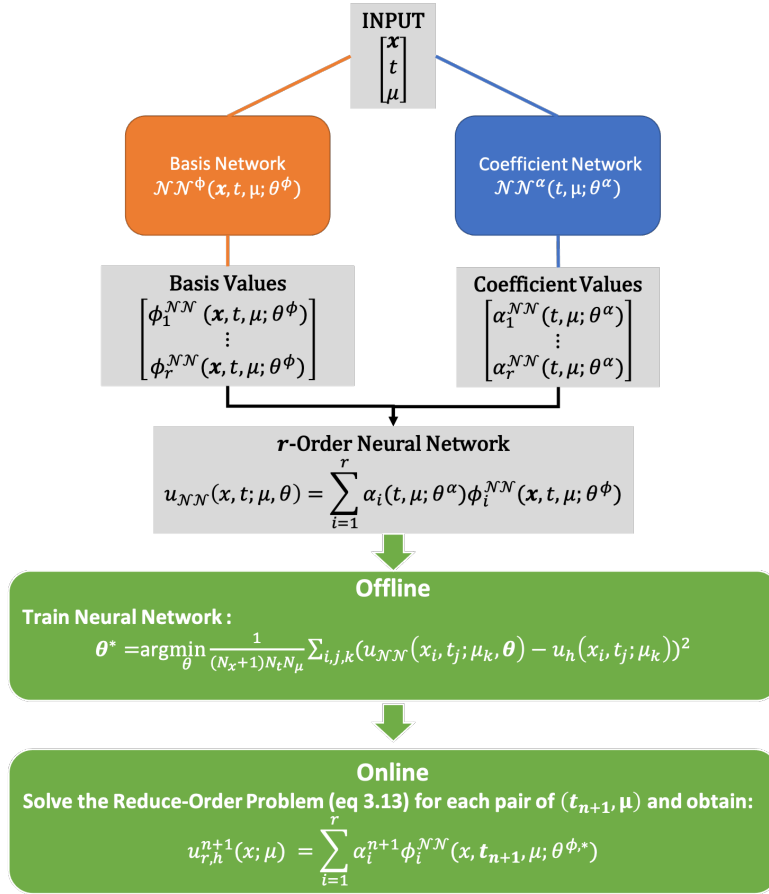 INPUT
[𝒙
t
μ]
Basis Network
𝒩𝒩^ϕ(𝒙, t, μ; θ^ϕ)
Coefficient Network
𝒩𝒩^α(t, μ; θ^α)
Basis Values
[ϕ_1^𝒩𝒩 (𝒙, t, μ; θ^ϕ)
⋮
ϕ_r^𝒩𝒩(𝒙, t, μ; θ^ϕ)]
Coefficient Values
[α_1^𝒩𝒩(t, μ; θ^α)
⋮
α_r^𝒩𝒩(t, μ; θ^α)]
r-Order Neural Network
u_𝒩𝒩(x, t; μ, θ) = ∑_{i=1}^{r} α_i(t, μ; θ^α)ϕ_i^𝒩𝒩(𝒙, t, μ; θ^ϕ)
Offline
Train Neural Network :
θ* =argmin_θ 1/((N_x+1)N_tN_μ) ∑_{i,j,k}(u_𝒩𝒩(x_i, t_j; μ_k, θ) − u_h(x_i, t_j; μ_k))^2
Online
Solve the Reduce-Order Problem (eq 3.13) for each pair of (t_{n+1}, μ) and obtain:
u_{r,h}^{n+1}(x; μ) = ∑_{i=1}^{r} α_i^{n+1}ϕ_i^𝒩𝒩(x, t_{n+1}, μ; θ^{ϕ,*})